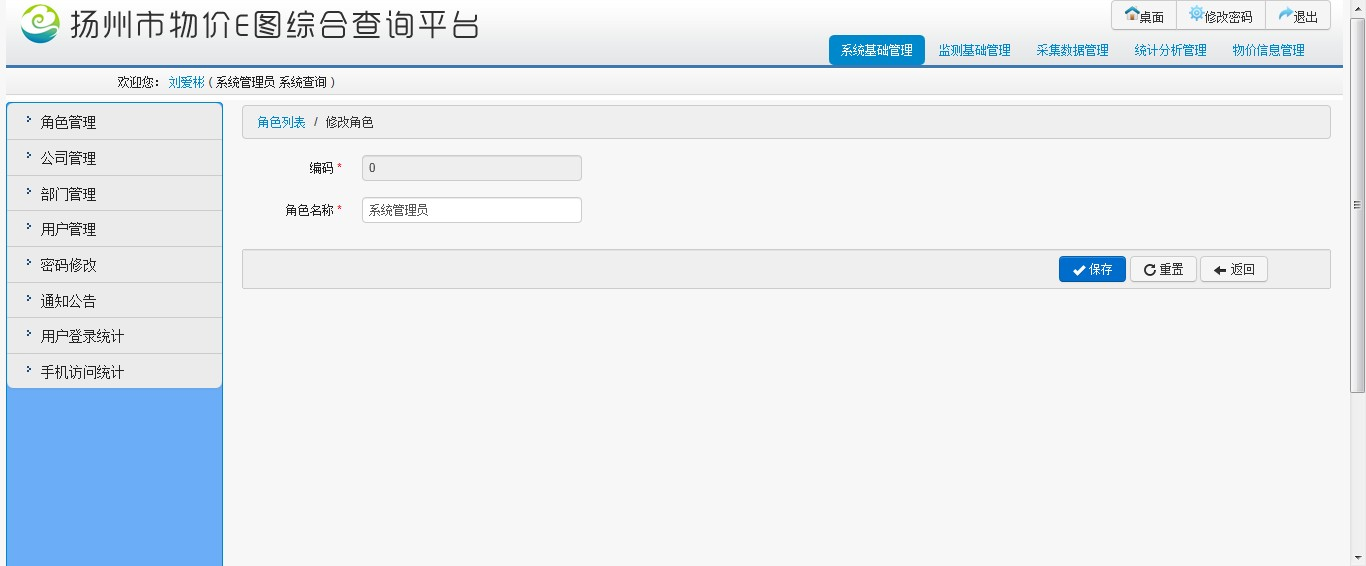 扬州市物价E图综合查询平台
桌面 修改密码 退出
系统基础管理 监测基础管理 采集数据管理 统计分析管理 物价信息管理
欢迎您： 刘爱彬 ( 系统管理员 系统查询 )
角色管理
公司管理
部门管理
用户管理
密码修改
通知公告
用户登录统计
手机访问统计
角色列表 / 修改角色
编码 * 0
角色名称 * 系统管理员
保存 重置 返回